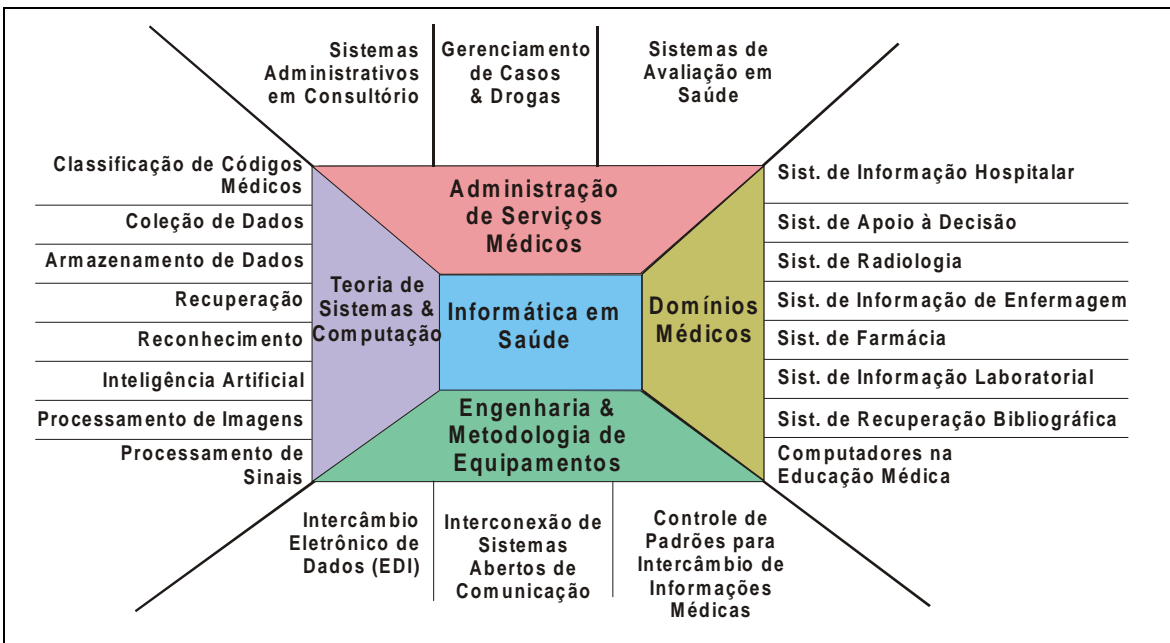 Sistemas
Administrativos
em Consultório
Gerenciamento
de Casos
& Drogas
Sistemas de
Avaliação em
Saúde
Classificação de Códigos
Médicos
Coleção de Dados
Armazenamento de Dados
Recuperação
Reconhecimento
Inteligência Artificial
Processamento de Imagens
Processamento de
Sinais
Administração
de Serviços
Médicos
Teoria de
Sistemas &
Computação
Informática em
Saúde
Domínios
Médicos
Engenharia &
Metodologia de
Equipamentos
Sist. de Informação Hospitalar
Sist. de Apoio à Decisão
Sist. de Radiologia
Sist. de Informação de Enfermagem
Sist. de Farmácia
Sist. de Informação Laboratorial
Sist. de Recuperação Bibliográfica
Computadores na
Educação Médica
Intercâmbio
Eletrônico de
Dados (EDI)
Interconexão de
Sistemas
Abertos de
Comunicação
Controle de
Padrões para
Intercâmbio de
Informações
Médicas